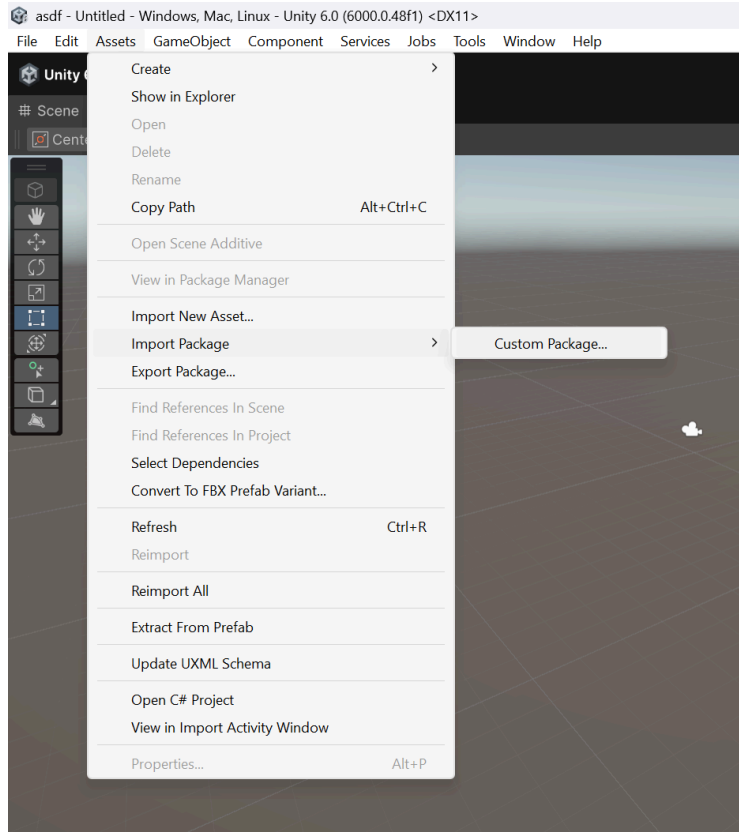 asdf - Untitled - Windows, Mac, Linux - Unity 6.0 (6000.0.48f1) <DX11>
File Edit Assets GameObject Component Services Jobs Tools Window Help
Unity
Scene
Create
Show in Explorer
Open
Delete
Rename
Copy Path Alt+Ctrl+C
Open Scene Additive
View in Package Manager
Import New Asset...
Import Package Custom Package...
Export Package...
Find References In Scene
Find References In Project
Select Dependencies
Convert To FBX Prefab Variant...
Refresh Ctrl+R
Reimport
Reimport All
Extract From Prefab
Update UXML Schema
Open C# Project
View in Import Activity Window
Properties... Alt+P